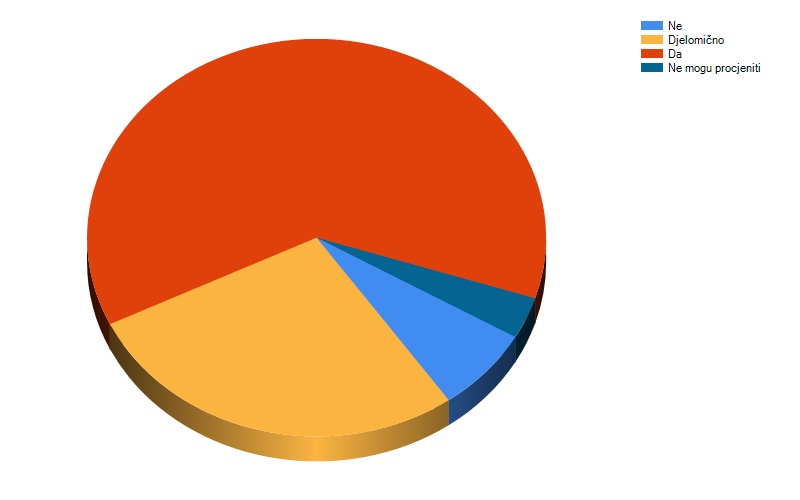 Ne
Djelomično
Da
Ne mogu procjeniti